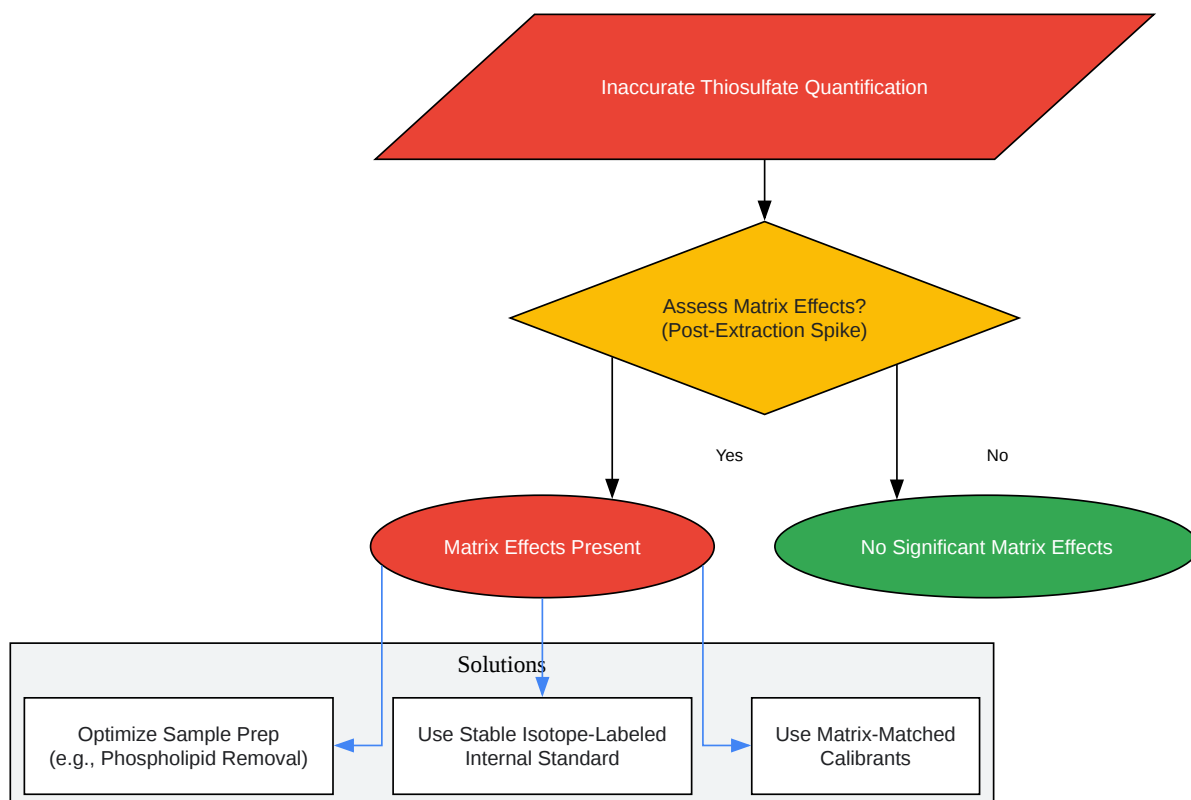 Inaccurate Thiosulfate Quantification
Assess Matrix Effects?
(Post-Extraction Spike)
Yes
No
Matrix Effects Present
No Significant Matrix Effects
Solutions
Optimize Sample Prep
(e.g., Phospholipid Removal)
Use Stable Isotope-Labeled
Internal Standard
Use Matrix-Matched
Calibrants